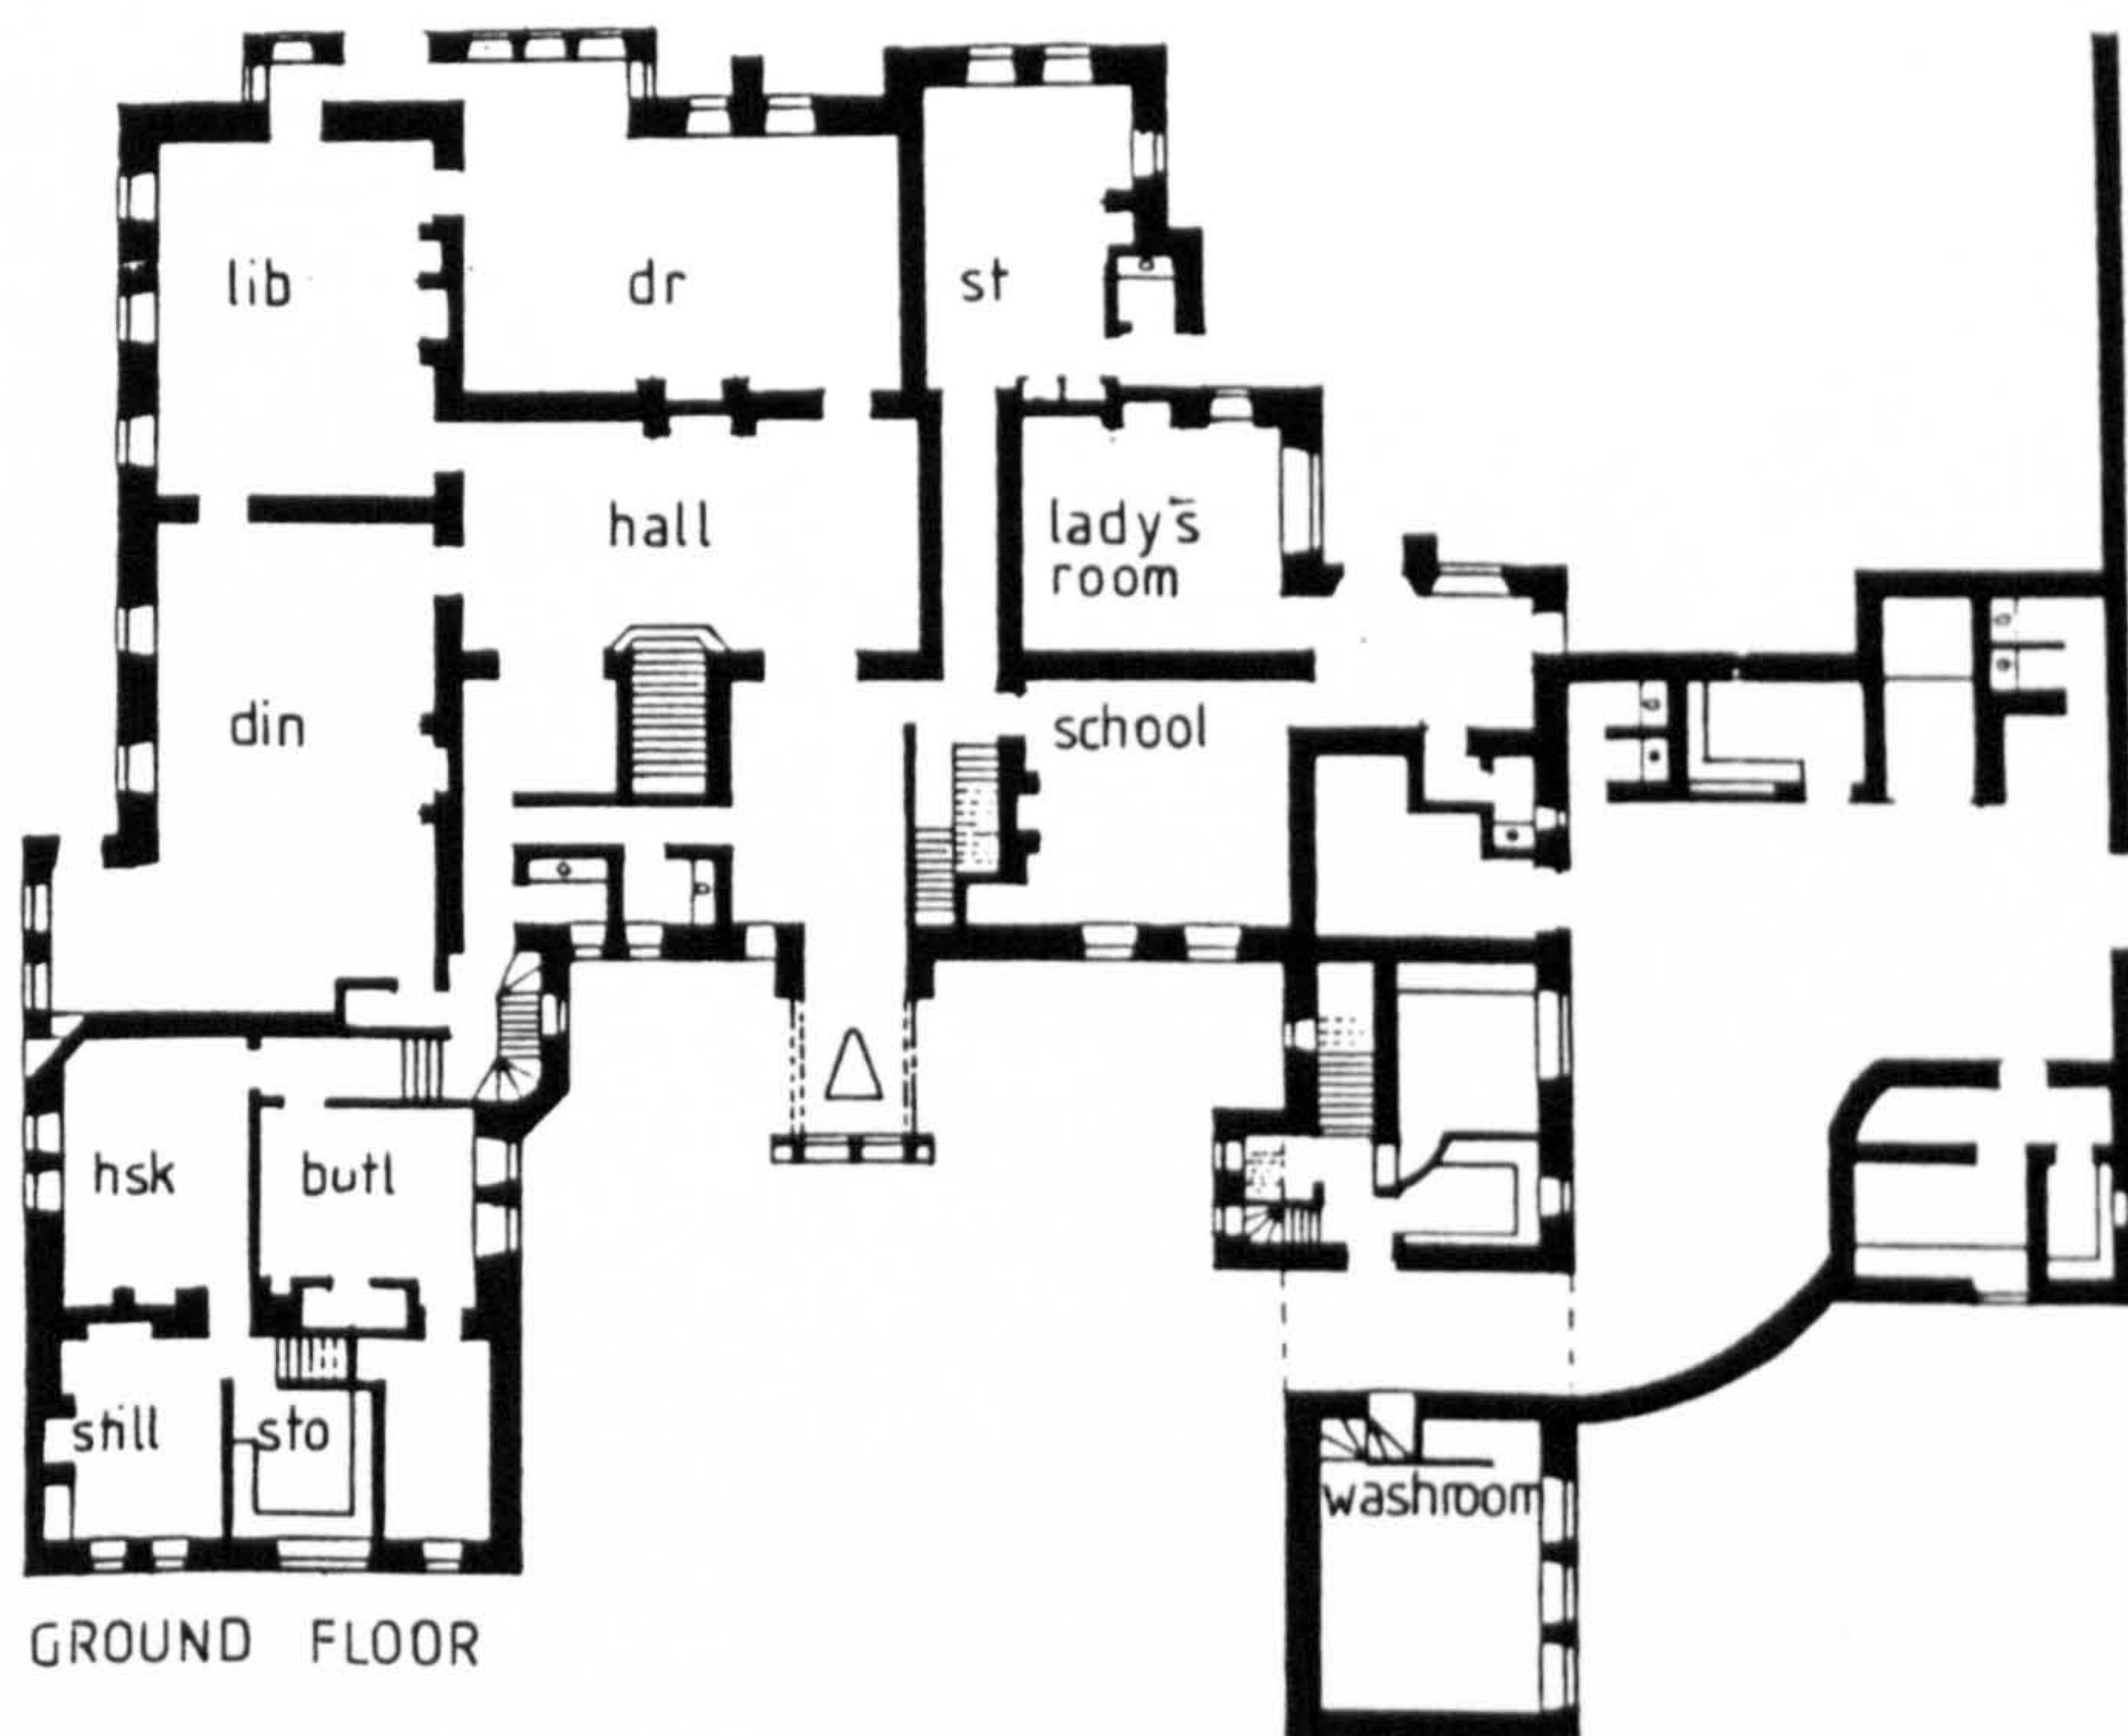 lib
dr
st
hall
lady's
room
din
school
hsk
butl
still
sto
washroom
GROUND FLOOR